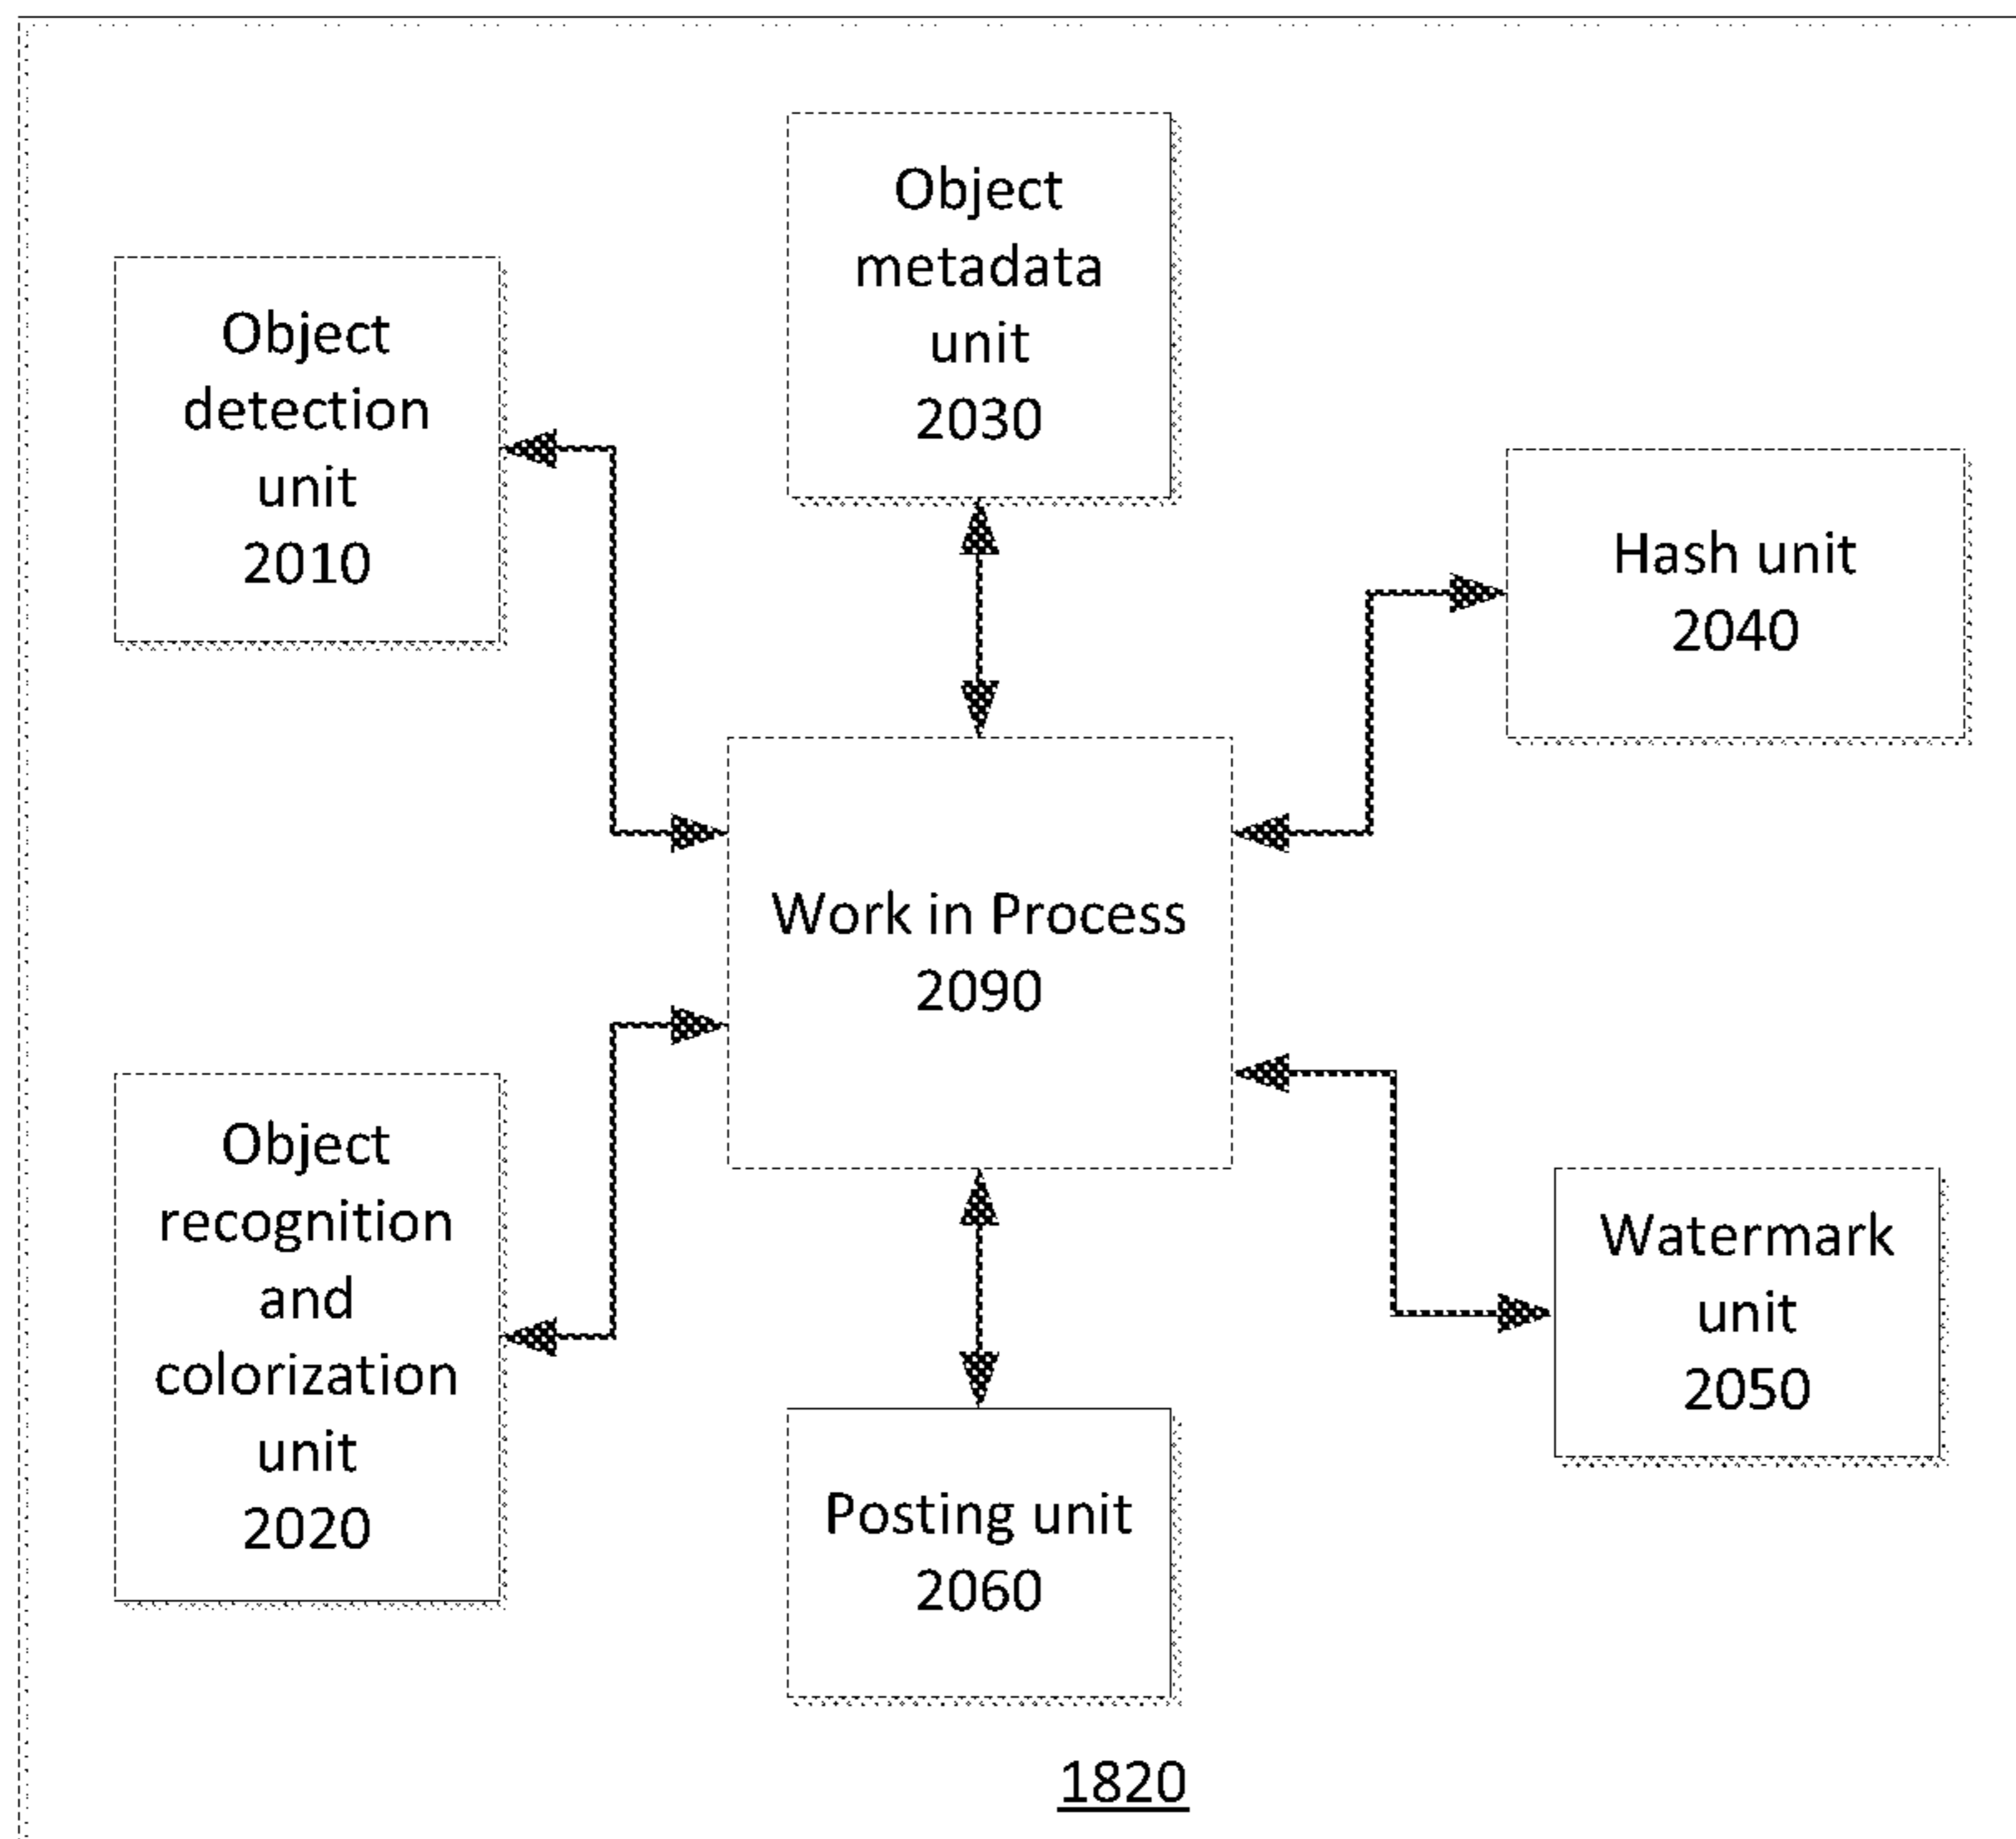 Object
metadata
unit
2030
Object
detection
unit
2010
Hash unit
2040
Work in Process
2090
Object
recognition
and
colorization
unit
2020
Watermark
unit
2050
Posting unit
2060
1820